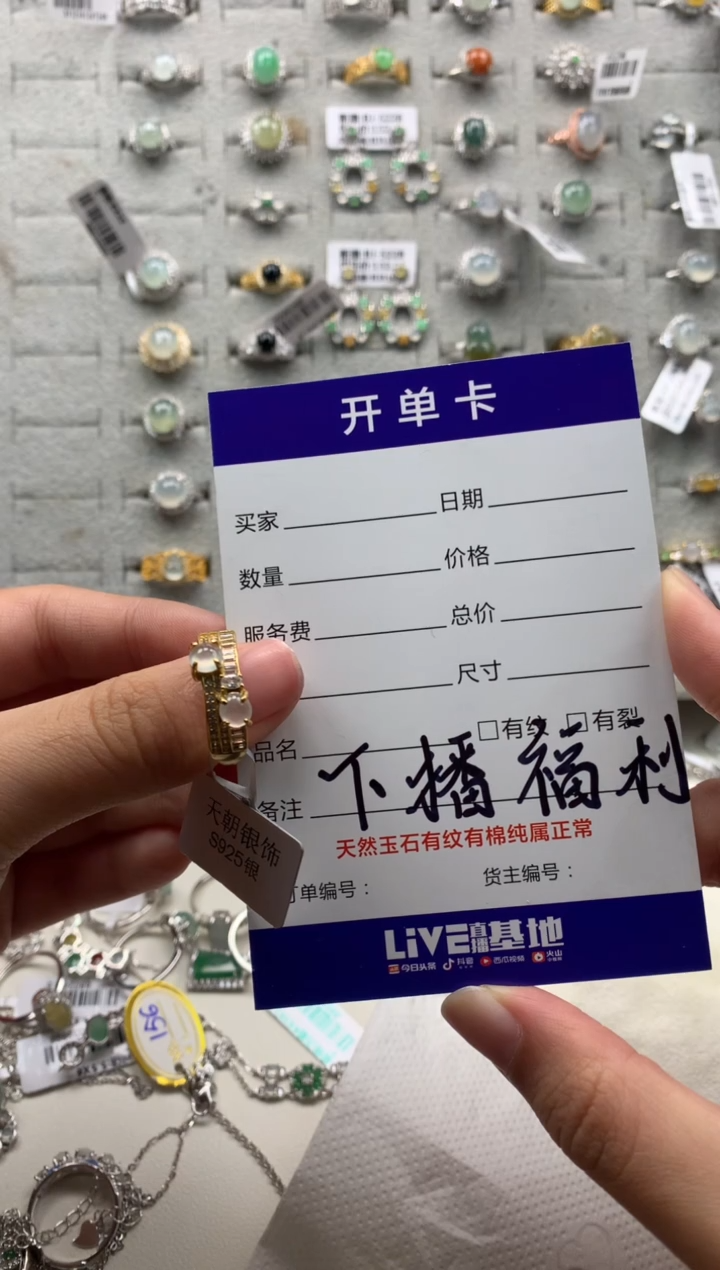 开单卡
买家 日期
数量 价格
服务费 总价
尺寸
□有纹 □有裂
品名
下播福利
备注
天然玉石有纹有棉纯属正常
订单编号： 货主编号：
LiVE直播基地
今日头条 抖音 西瓜视频 火山
天朝银饰
S925银
156